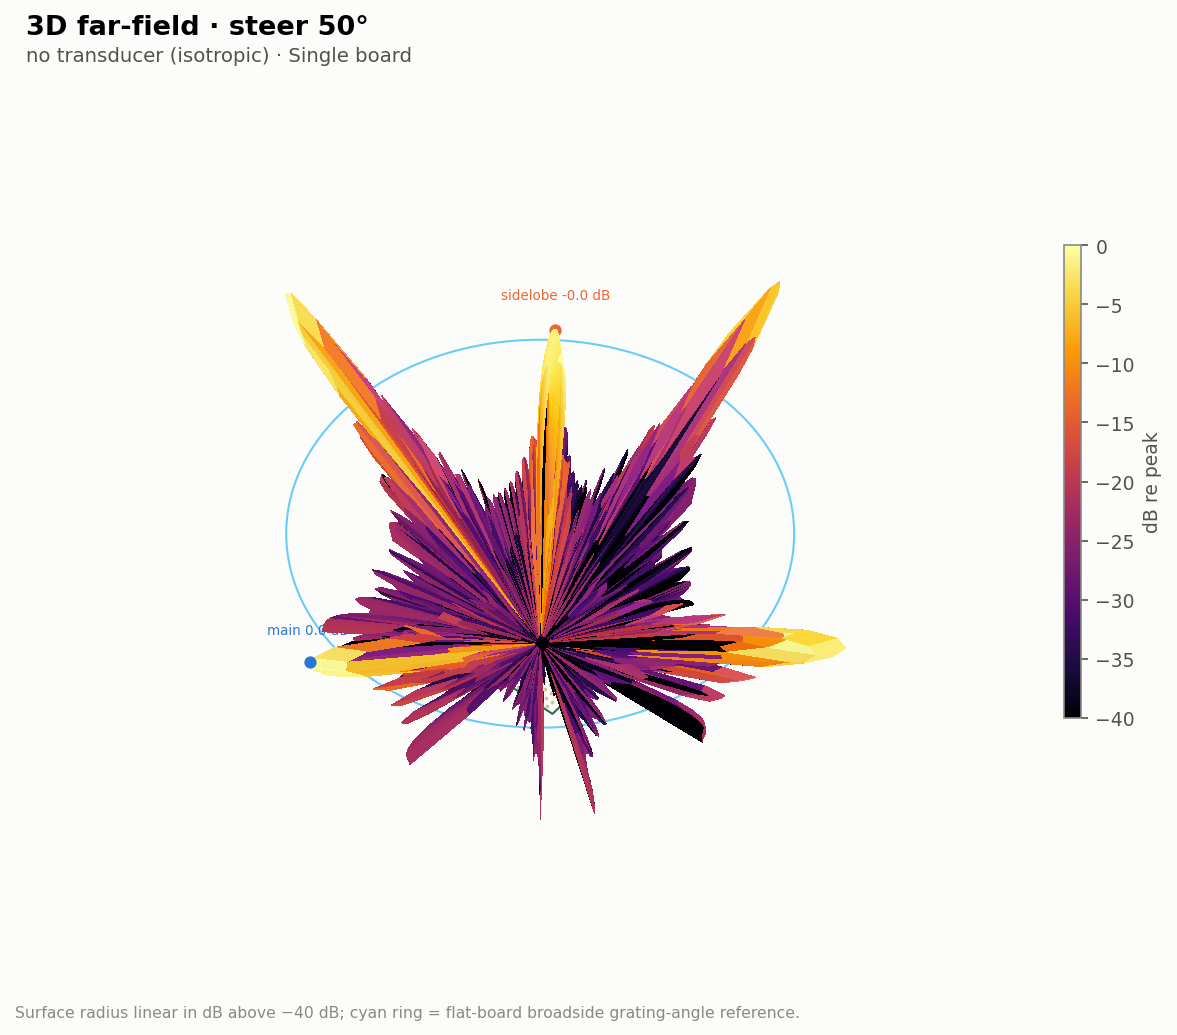 3D far-field · steer 50°
no transducer (isotropic) · Single board
sidelobe -0.0 dB
main 0.0
0
−5
−10
−15
−20
−25
−30
−35
−40
dB re peak
Surface radius linear in dB above −40 dB; cyan ring = flat-board broadside grating-angle reference.